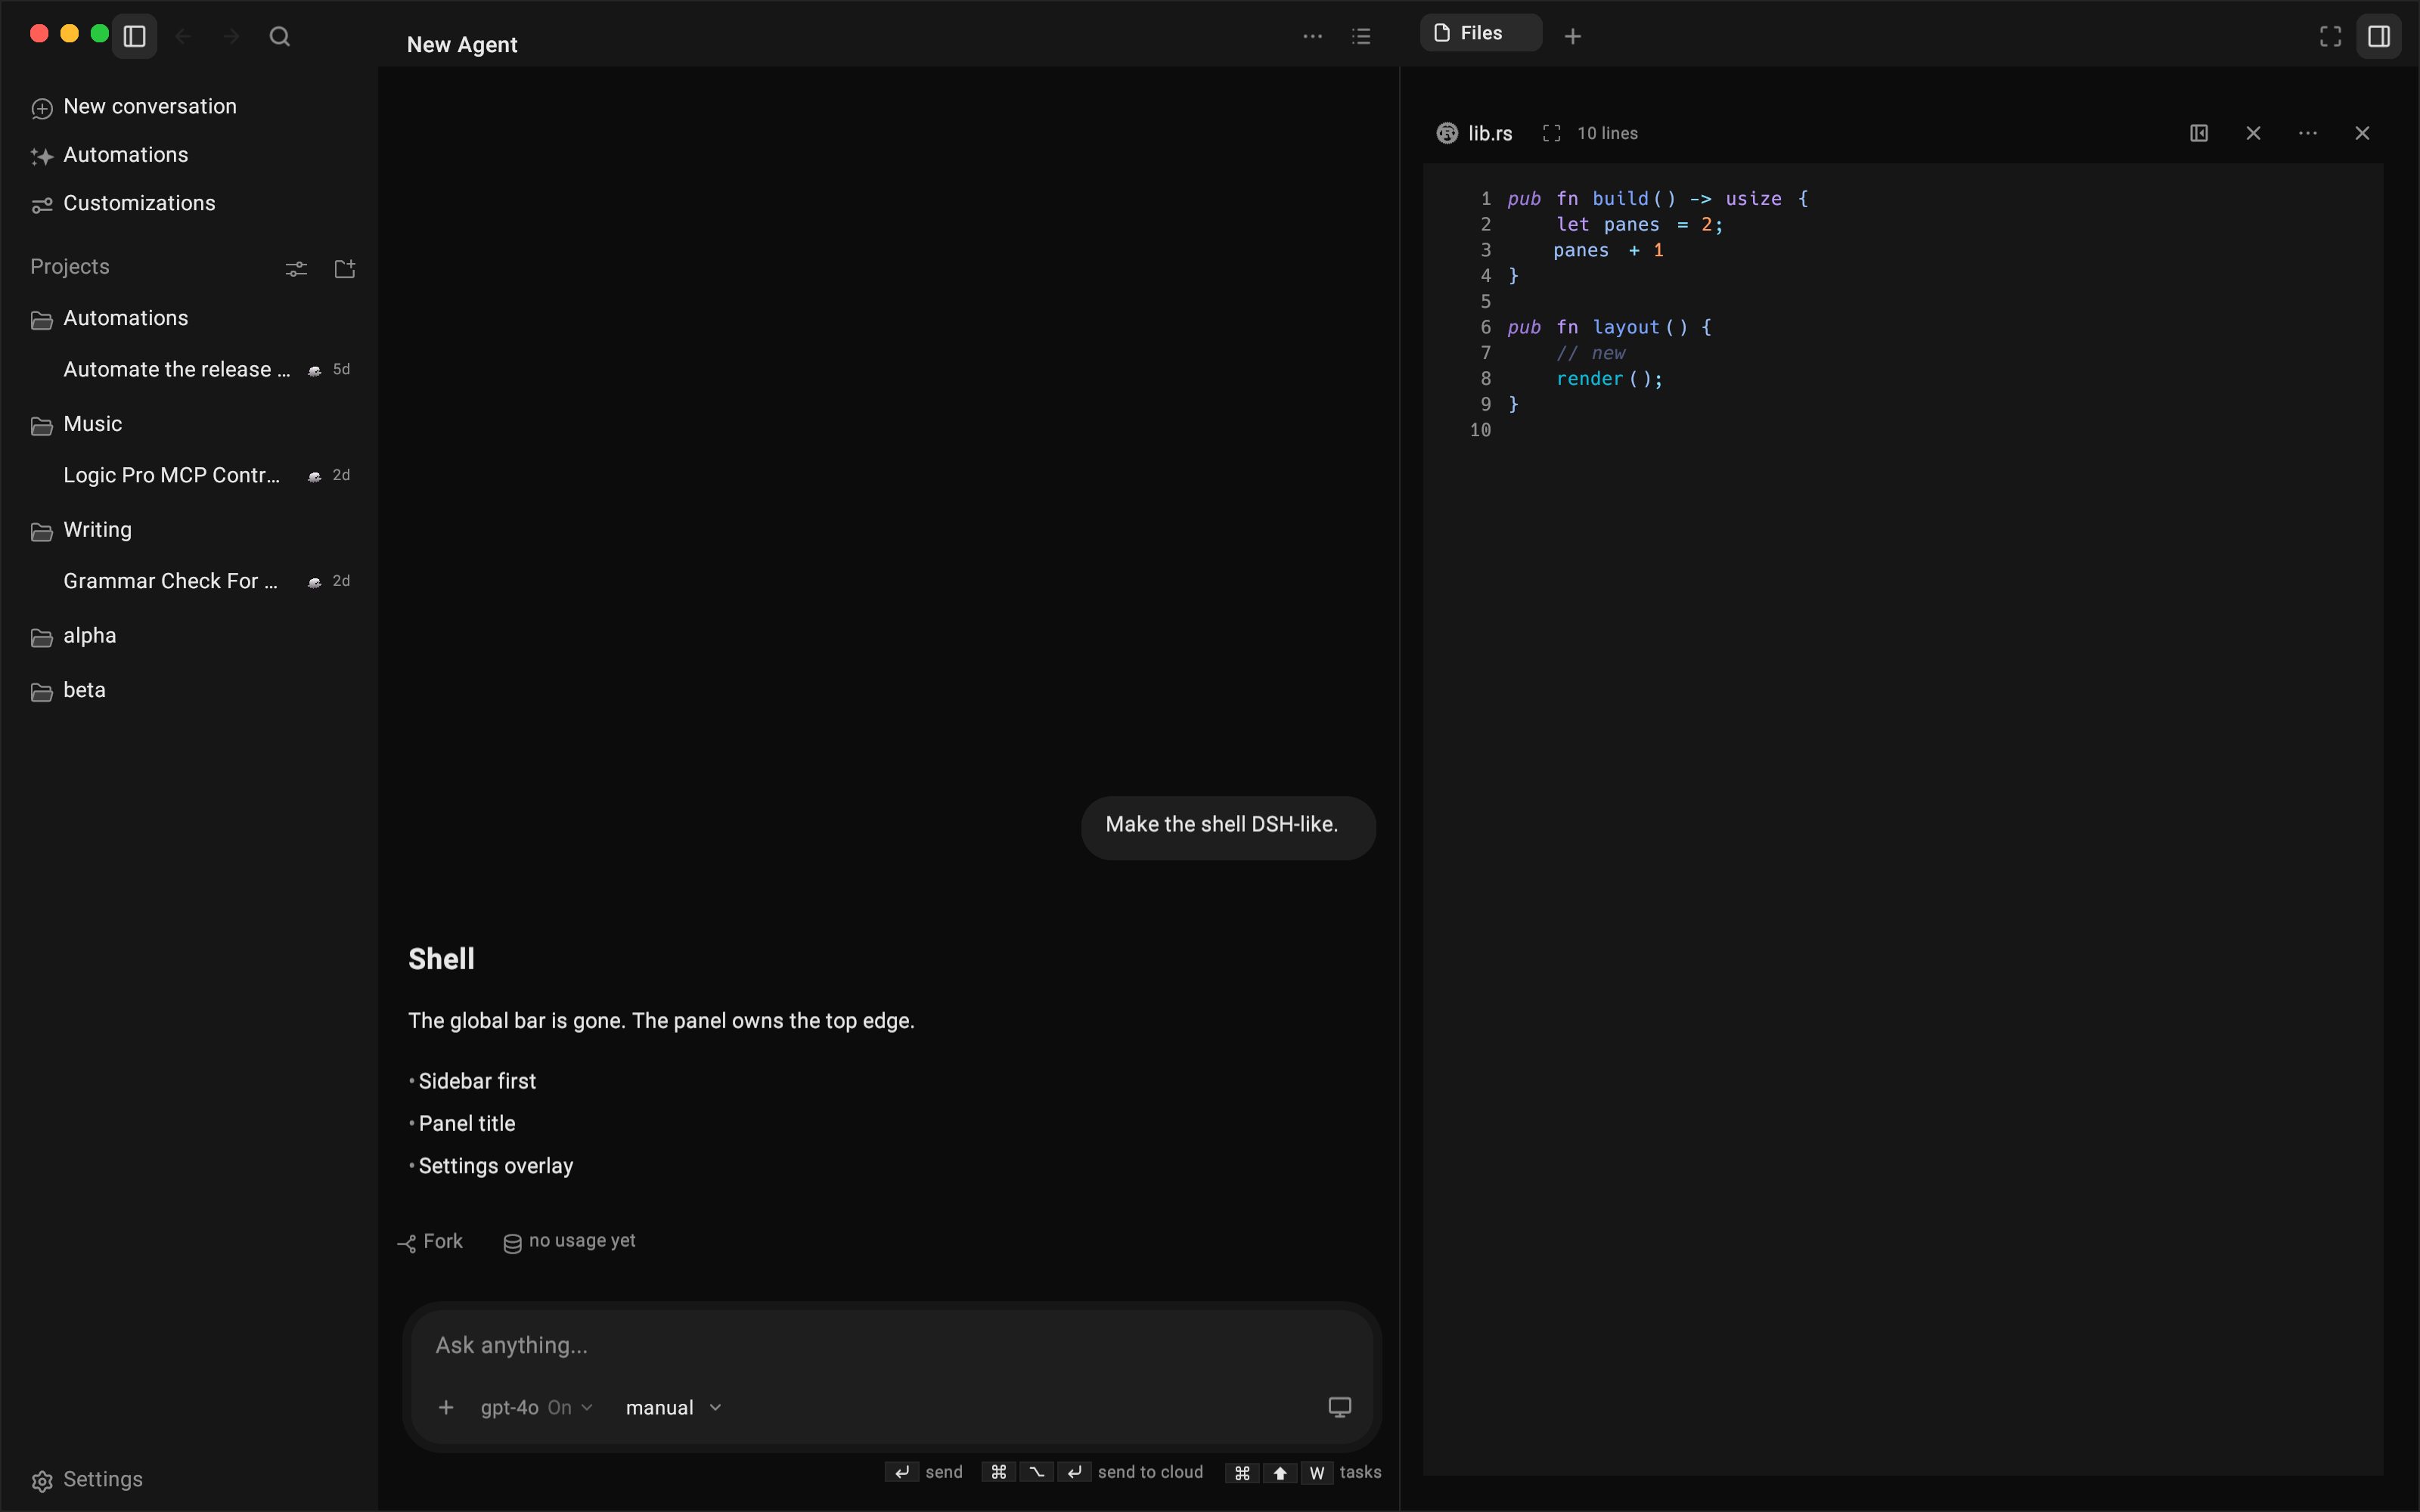 New Agent
Files
New conversation
Automations
Customizations
Projects
Automations
Automate the release ... 5d
Music
Logic Pro MCP Contr... 2d
Writing
Grammar Check For ... 2d
alpha
beta
Settings
Make the shell DSH-like.
Shell
The global bar is gone. The panel owns the top edge.
• Sidebar first
• Panel title
• Settings overlay
Fork no usage yet
Ask anything...
gpt-4o On manual
send ⌘ ⌥ send to cloud ⌘ W tasks
lib.rs 10 lines
1 pub fn build() -> usize {
2     let panes = 2;
3     panes + 1
4 }
5
6 pub fn layout() {
7     // new
8     render();
9 }
10